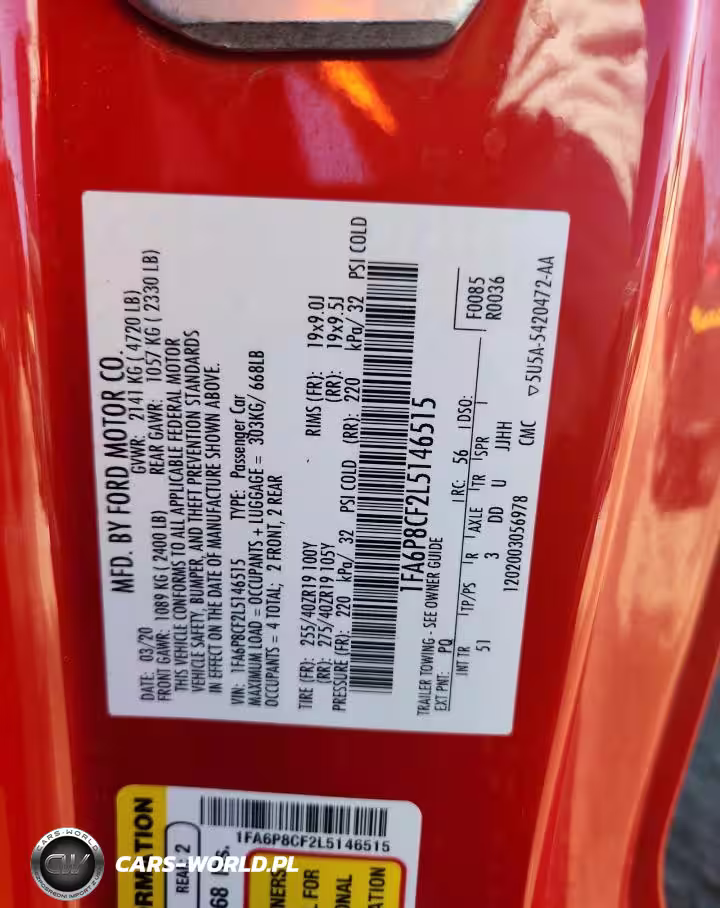 MFD. BY FORD MOTOR CO.
DATE: 03/20 GVWR: 2141 KG ( 4720 LB)
FRONT GAWR: 1089 KG ( 2400 LB) REAR GAWR: 1057 KG ( 2330 LB)
THIS VEHICLE CONFORMS TO ALL APPLICABLE FEDERAL MOTOR
VEHICLE SAFETY, BUMPER, AND THEFT PREVENTION STANDARDS
IN EFFECT ON THE DATE OF MANUFACTURE SHOWN ABOVE.
VIN: 1FA6P8CF2L5146515 TYPE: Passenger Car
MAXIMUM LOAD = OCCUPANTS + LUGGAGE = 303KG/ 668LB
OCCUPANTS = 4 TOTAL; 2 FRONT, 2 REAR
TIRE (FR): 255/40ZR19 100Y RIMS (FR): 19x9.0J
(RR): 275/40ZR19 105Y (RR): 19x9.5J
PRESSURE (FR): 220 kPa/ 32 PSI COLD (RR): 220 kPa/ 32 PSI COLD
1FA6P8CF2L5146515
TRAILER TOWING - SEE OWNER GUIDE
EXT PNT: PQ RC: 56 DSO: F0085
R0036
INT TR TP/PS R AXLE TR SPR
51 3 DD U JJHH
1202003056978 CMC ▽5U5A-5420472-AA
1FA6P8CF2L5146515
REAR 2
CARS-WORLD
CW
CARS-WORLD.PL